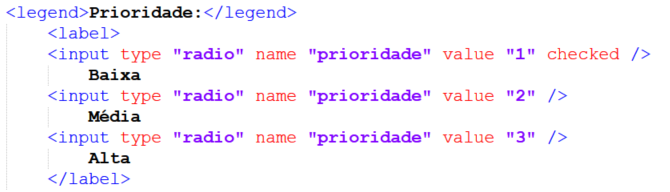 <legend>Prioridade:</legend>
<label>
<input type "radio" name "prioridade" value "1" checked />
Baixa
<input type "radio" name "prioridade" value "2" />
Média
<input type "radio" name "prioridade" value "3" />
Alta
</label>